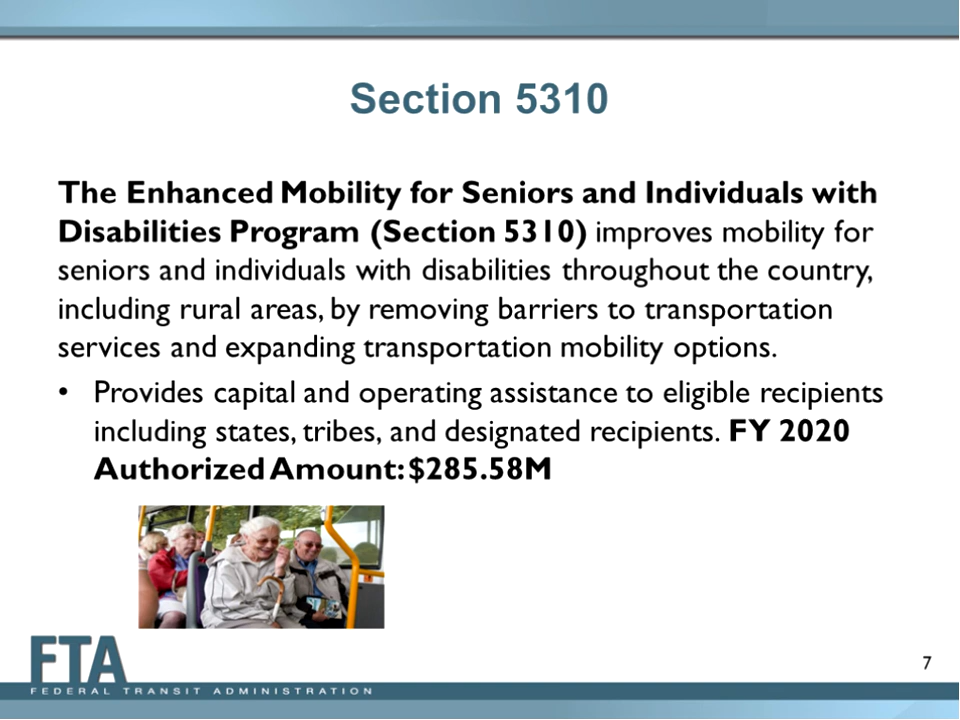 Section 5310
The Enhanced Mobility for Seniors and Individuals with
Disabilities Program (Section 5310) improves mobility for
seniors and individuals with disabilities throughout the country,
including rural areas, by removing barriers to transportation
services and expanding transportation mobility options.
• Provides capital and operating assistance to eligible recipients
including states, tribes, and designated recipients. FY 2020
Authorized Amount: $285.58M
FTA
FEDERAL TRANSIT ADMINISTRATION
7